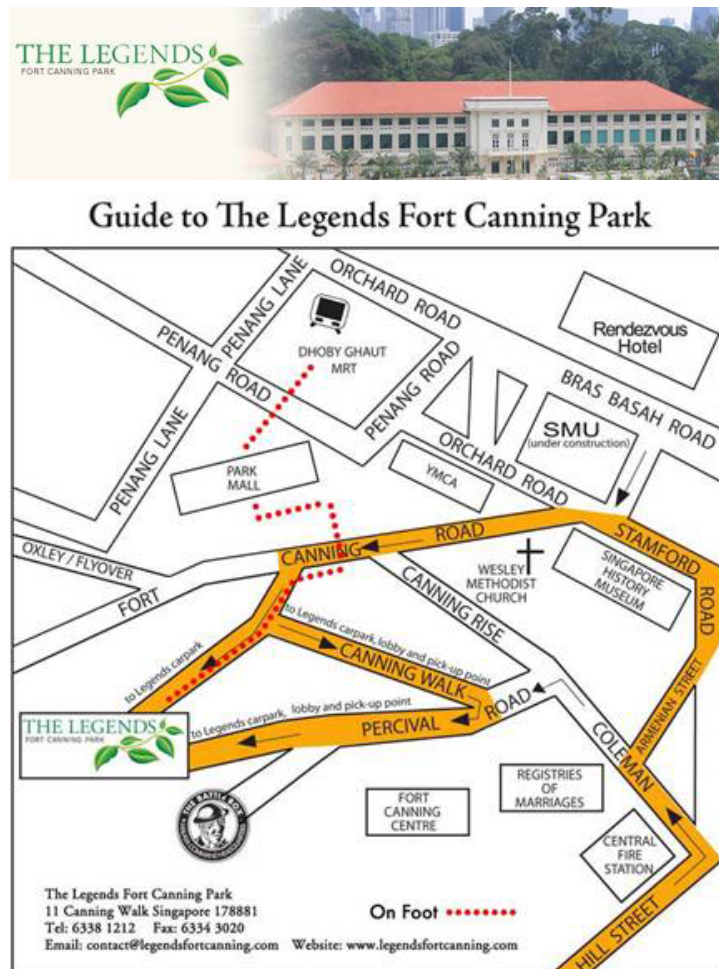 THE LEGENDS
FORT CANNING PARK
Guide to The Legends Fort Canning Park
ORCHARD ROAD
PENANG LANE
Rendezvous
Hotel
PENANG ROAD
DHOBY GHAUT
MRT
PENANG ROAD
BRAS BASAH ROAD
SMU
(under construction)
ORCHARD ROAD
PENANG LANE
PARK
MALL
YMCA
OXLEY / FLYOVER
FORT
CANNING
ROAD
STAMFORD
ROAD
SINGAPORE
HISTORY
MUSEUM
WESLEY
METHODIST
CHURCH
CANNING RISE
to Legends carpark
to Legends carpark, lobby and pick-up point
CANNING WALK
ARMENIAN STREET
THE LEGENDS
FORT CANNING PARK
to Legends carpark, lobby and pick-up point
PERCIVAL
ROAD
COLEMAN
THE BATTLE BOX
FORT
CANNING
CENTRE
REGISTRIES
OF
MARRIAGES
CENTRAL
FIRE
STATION
HILL STREET
The Legends Fort Canning Park
11 Canning Walk Singapore 178881
Tel: 6338 1212 Fax: 6334 3020
Email: contact@legendsfortcanning.com Website: www.legendsfortcanning.com
On Foot